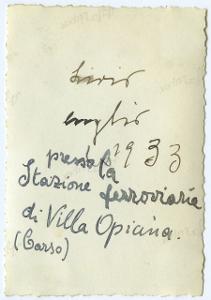 luglio
1933
presso la
Stazione ferroviaria
di Villa Opicina.
(Carso)